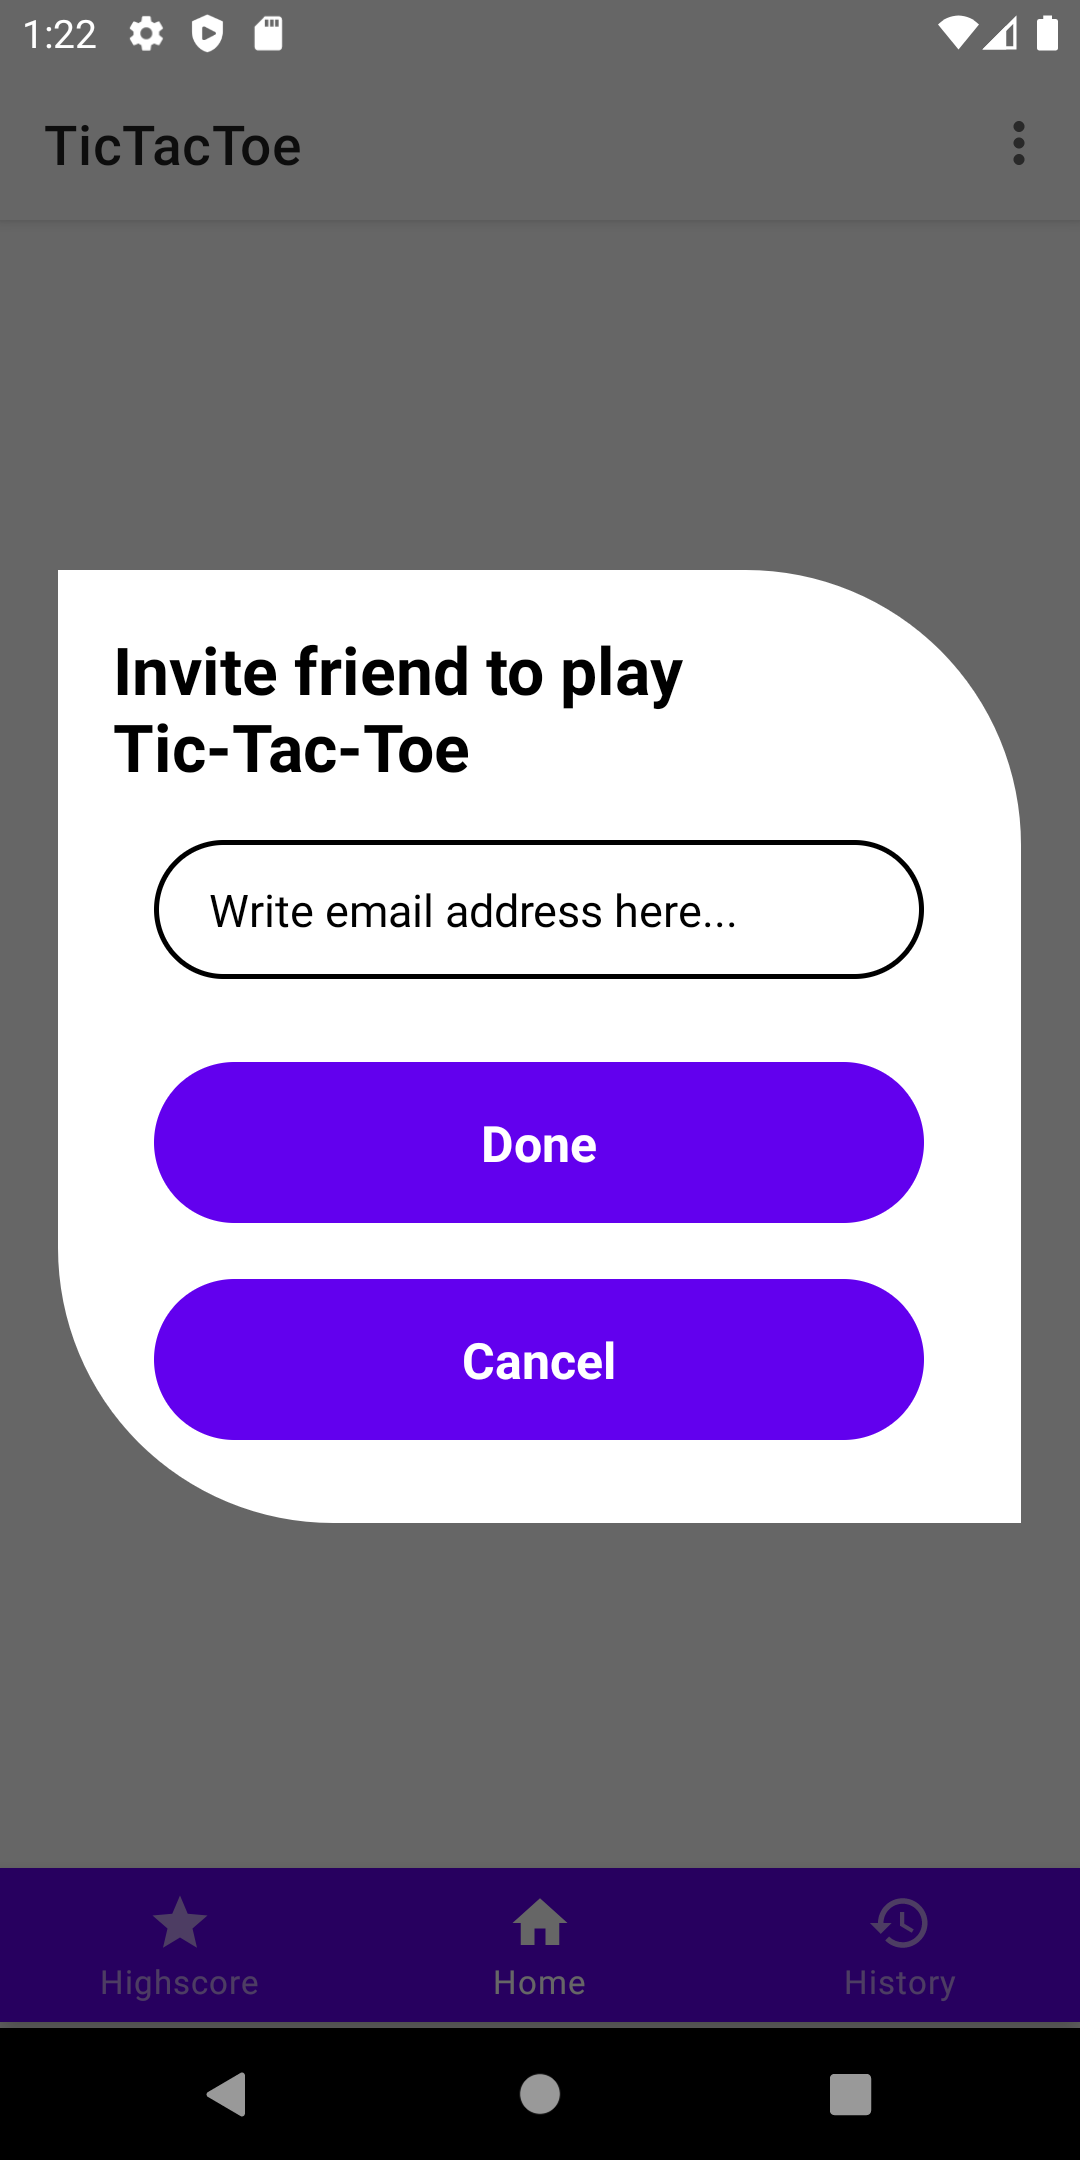 1:22
TicTacToe
Invite friend to play
Tic-Tac-Toe
Write email address here...
Done
Cancel
Highscore
Home
History